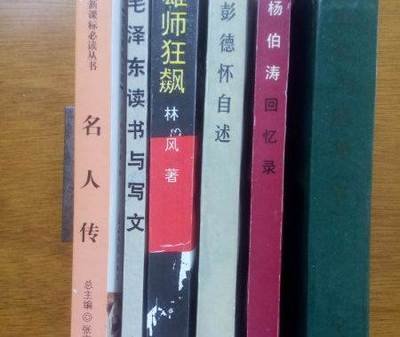 新课标必读丛书
名人传
总主编◎张
毛泽东读书与写文
雄师狂飙
林风 著
彭德怀自述
杨伯涛回忆录